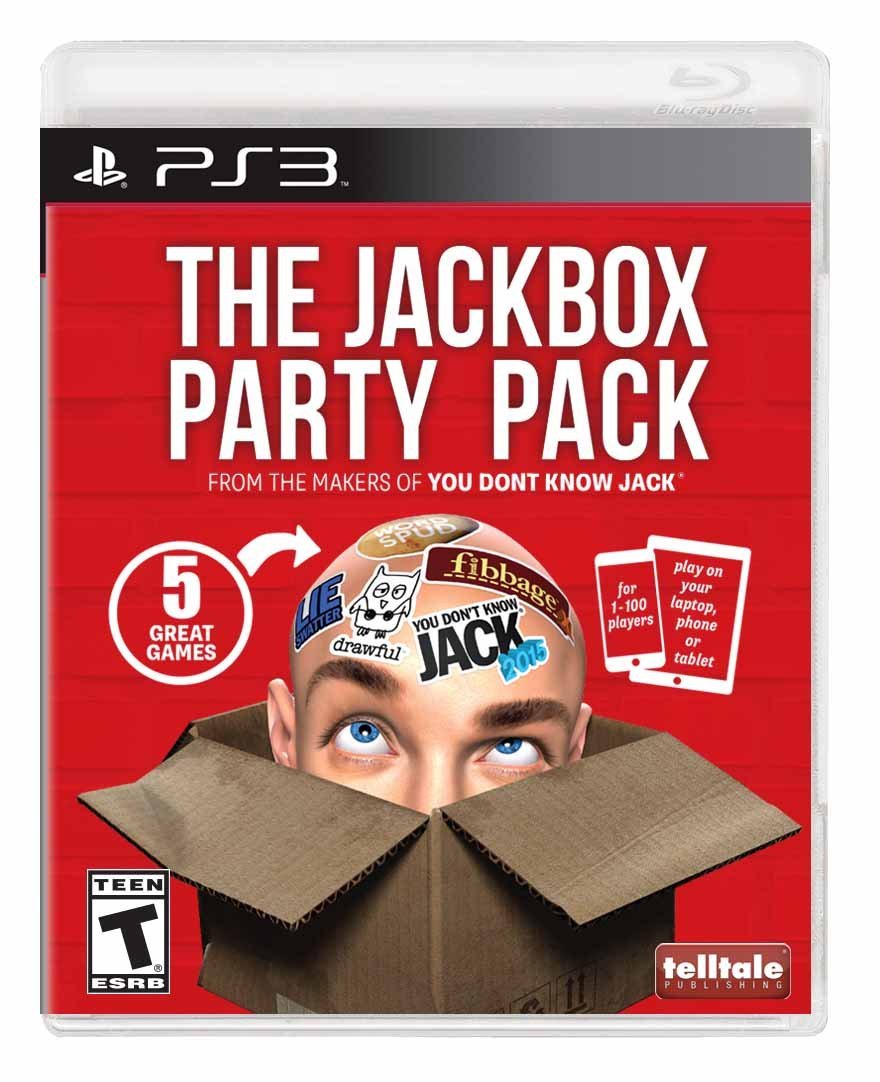 Blu-ray Disc
PS3
THE JACKBOX
PARTY PACK
FROM THE MAKERS OF YOU DONT KNOW JACK®
5
GREAT
GAMES
WORD
SPUD
fibbage
LIE
SWATTER
drawful
YOU DON'T KNOW
JACK
2015
for
1-100
players
play on
your
laptop,
phone
or
tablet
TEEN
T
ESRB
telltale
PUBLISHING